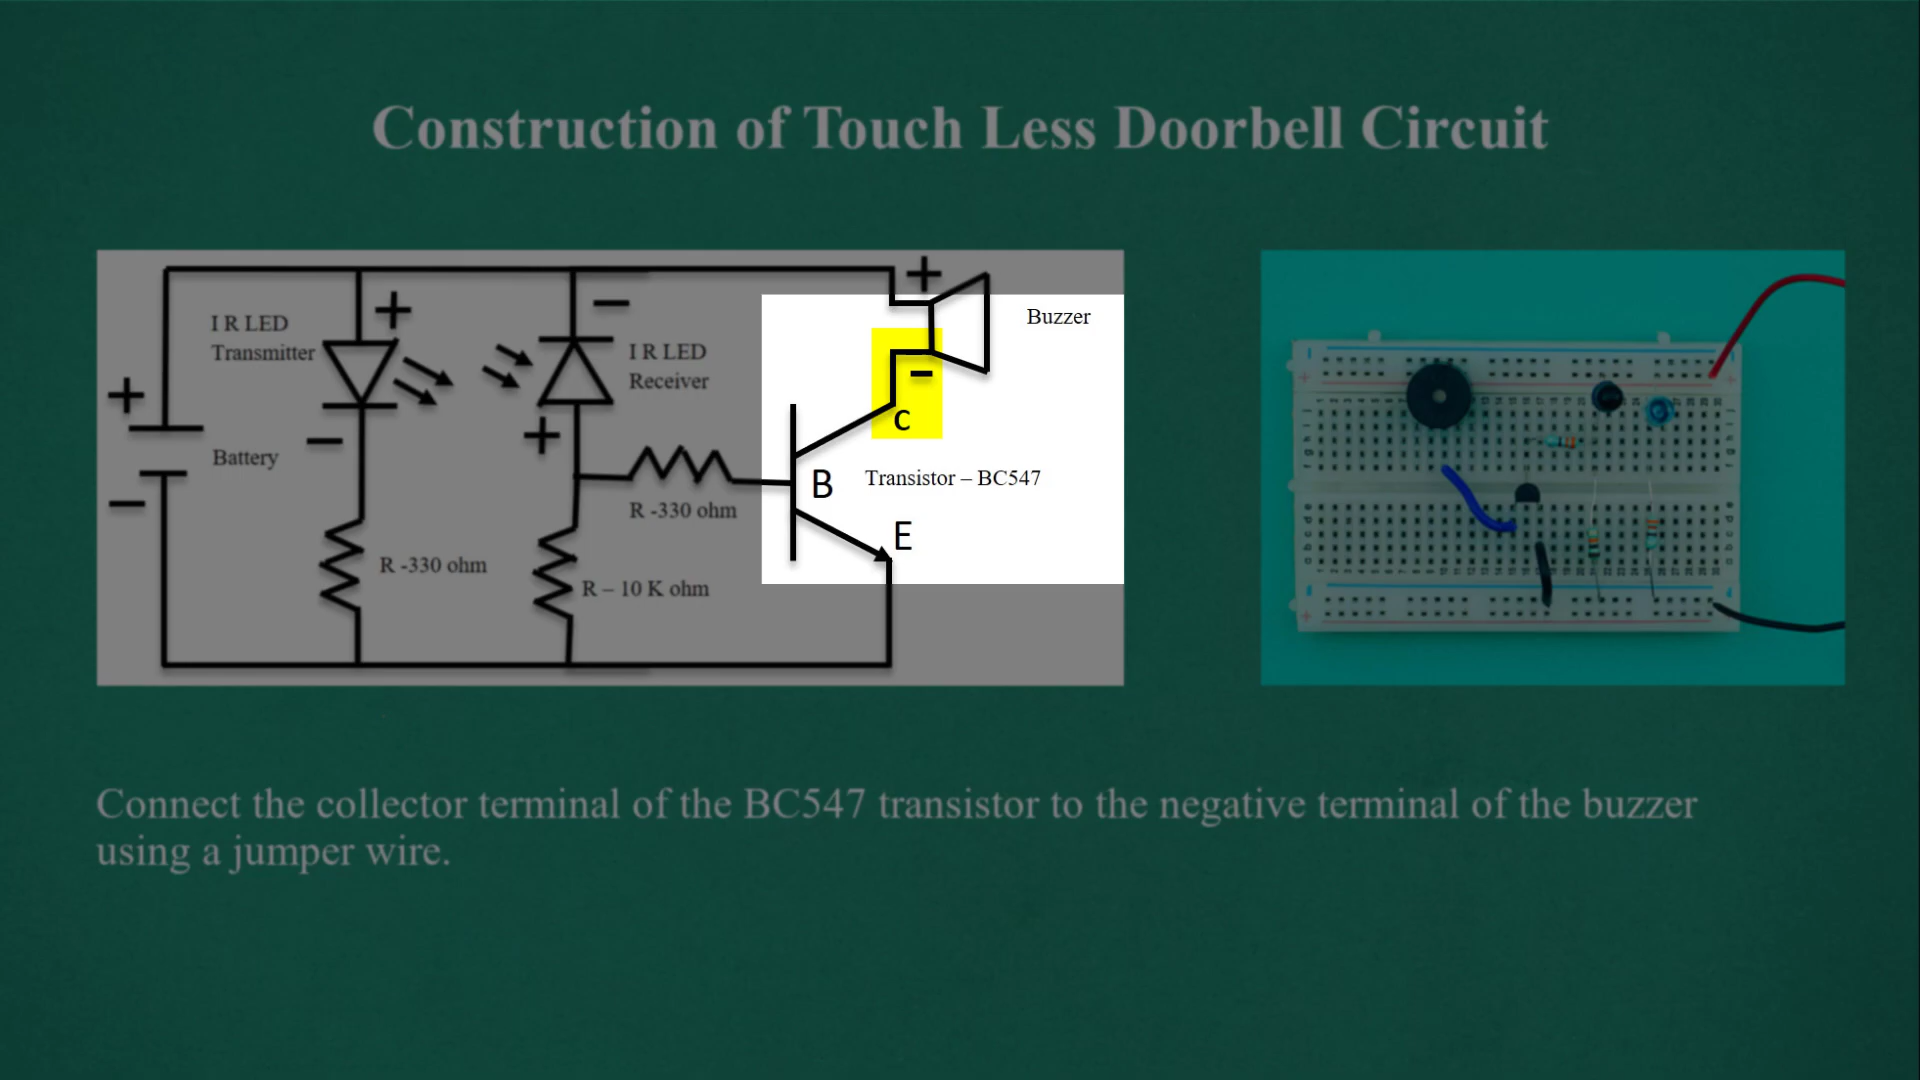 Construction of Touch Less Doorbell Circuit
+
Buzzer
I R LED
Transmitter
+
−
I R LED
Receiver
+
−
C
−
Battery
+
B
Transistor – BC547
−
R -330 ohm
E
R -330 ohm
R – 10 K ohm
Connect the collector terminal of the BC547 transistor to the negative terminal of the buzzer
using a jumper wire.